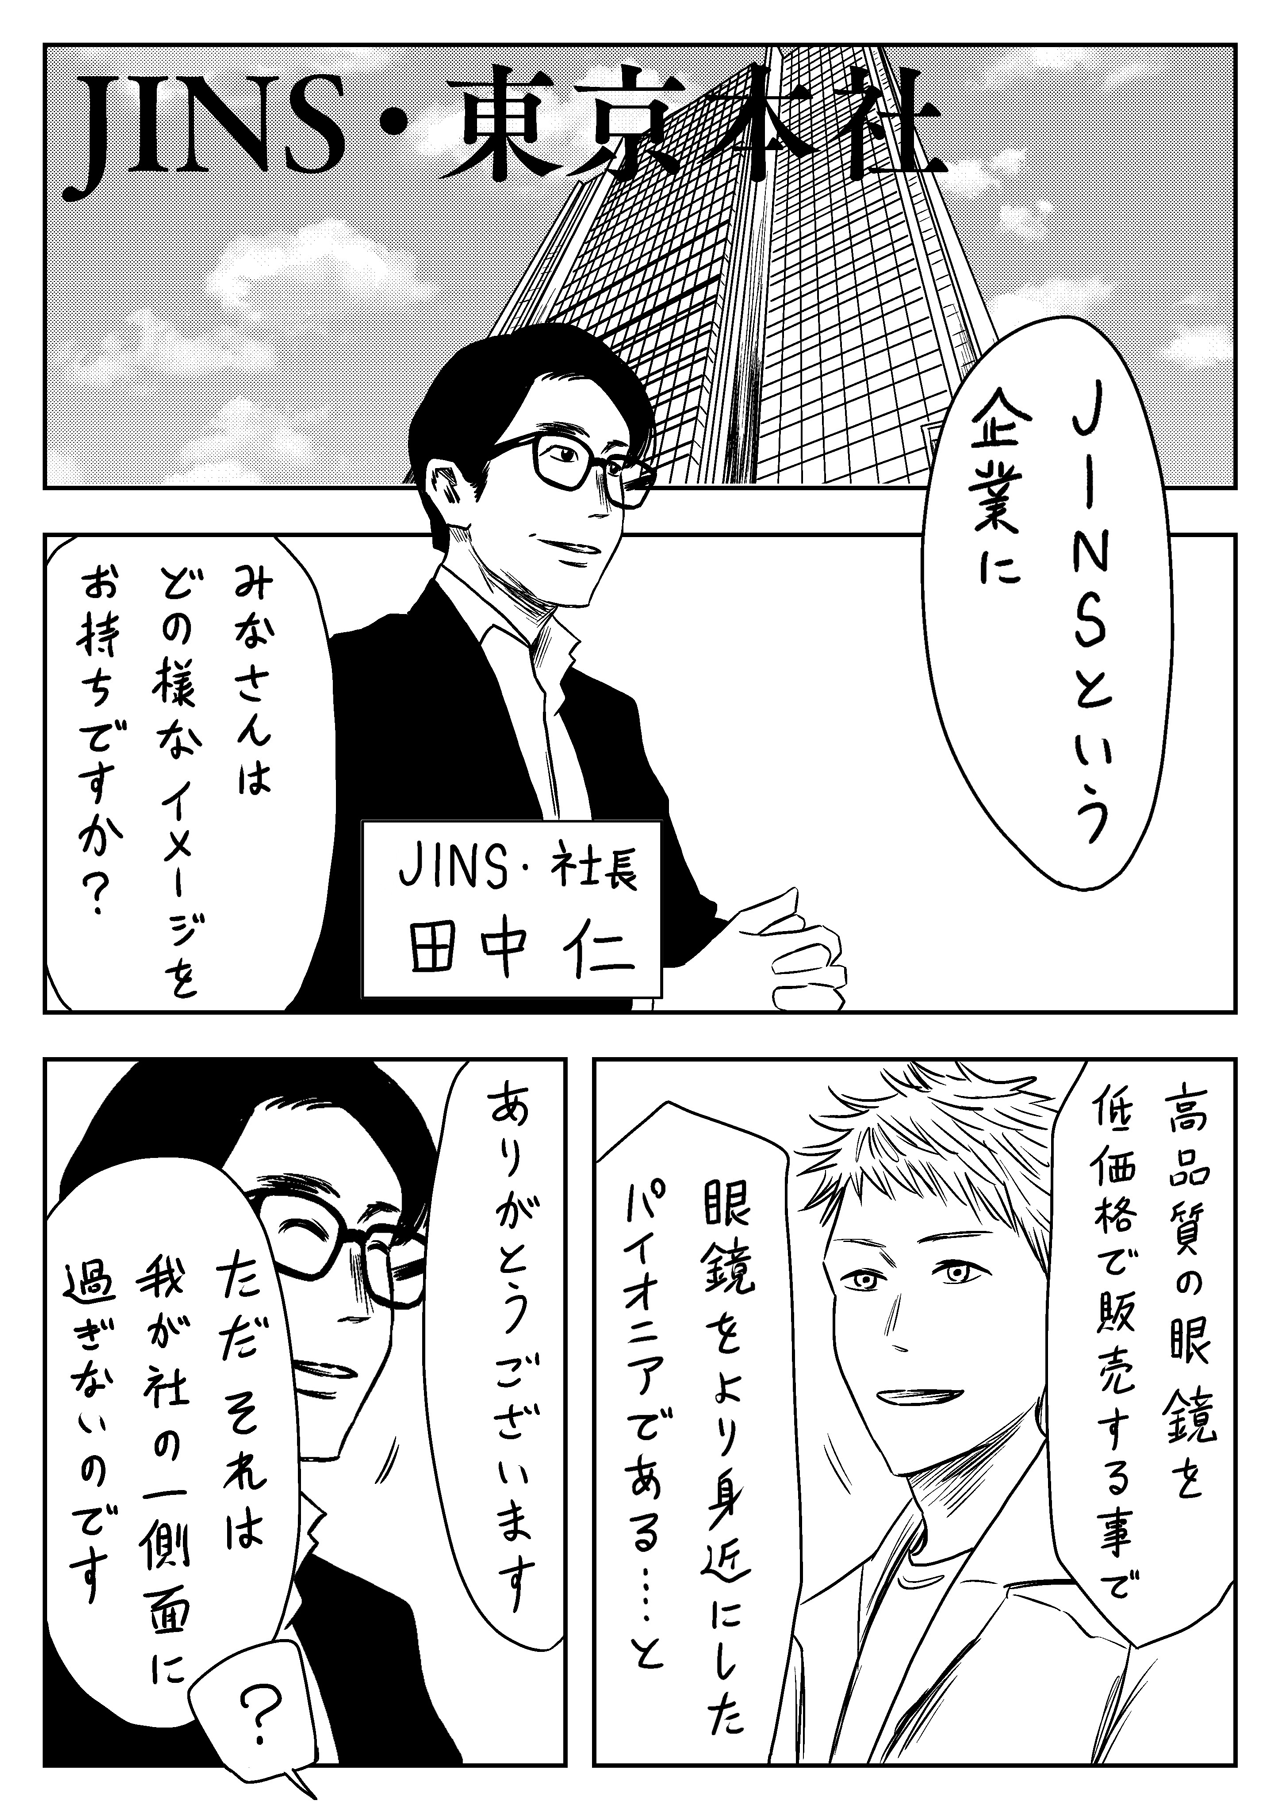 JINS・東京本社
JINSという
企業に
みなさんは
どの様なイメージを
お持ちですか?
JINS・社長
田中仁
高品質の眼鏡を
低価格で販売する事で
眼鏡をより身近にした
パイオニアである……と
ありがとうございます
ただそれは
我が社の一側面に
過ぎないのです
?